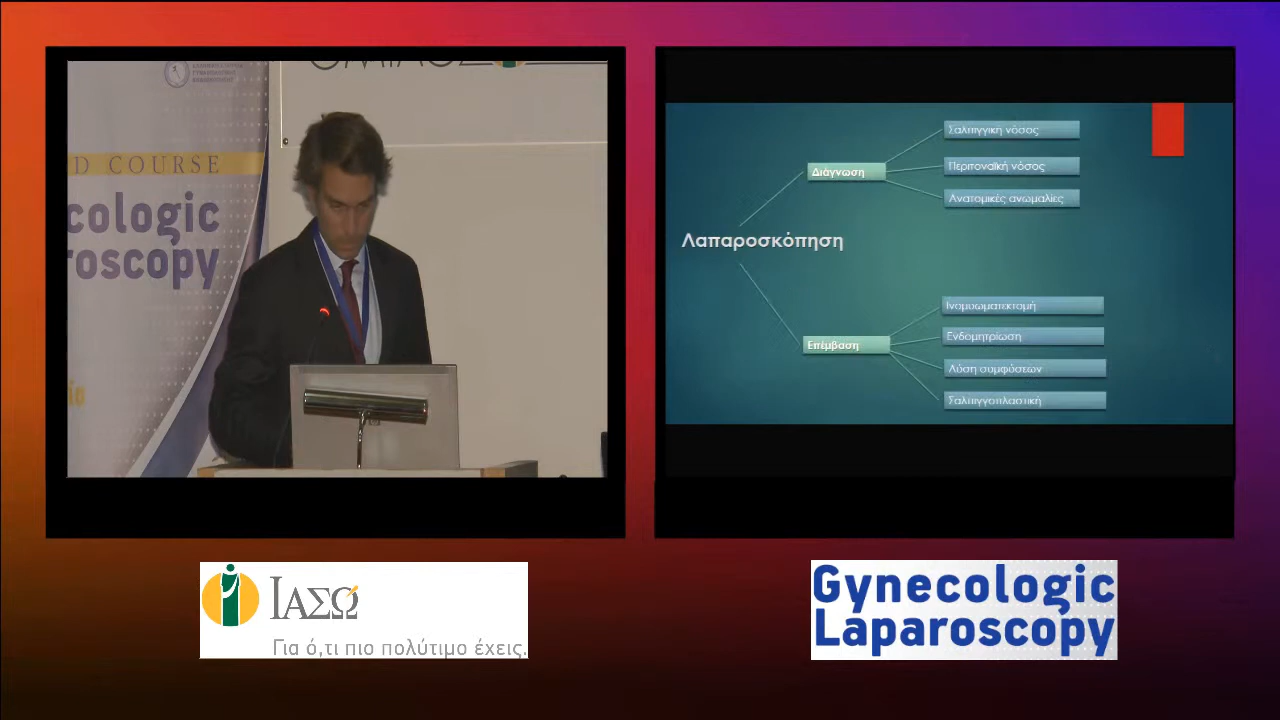 D COURSE
cologic
roscopy
Σαλπιγγική νόσος
Περιτοναϊκή νόσος
Ανατομικές ανωμαλίες
Διάγνωση
Λαπαροσκόπηση
Επέμβαση
Ινομυωματεκτομή
Ενδομητρίωση
Λύση συμφύσεων
Σαλπιγγοπλαστική
ΙΑΣΩ
Για ό,τι πιο πολύτιμο έχεις.
Gynecologic
Laparoscopy